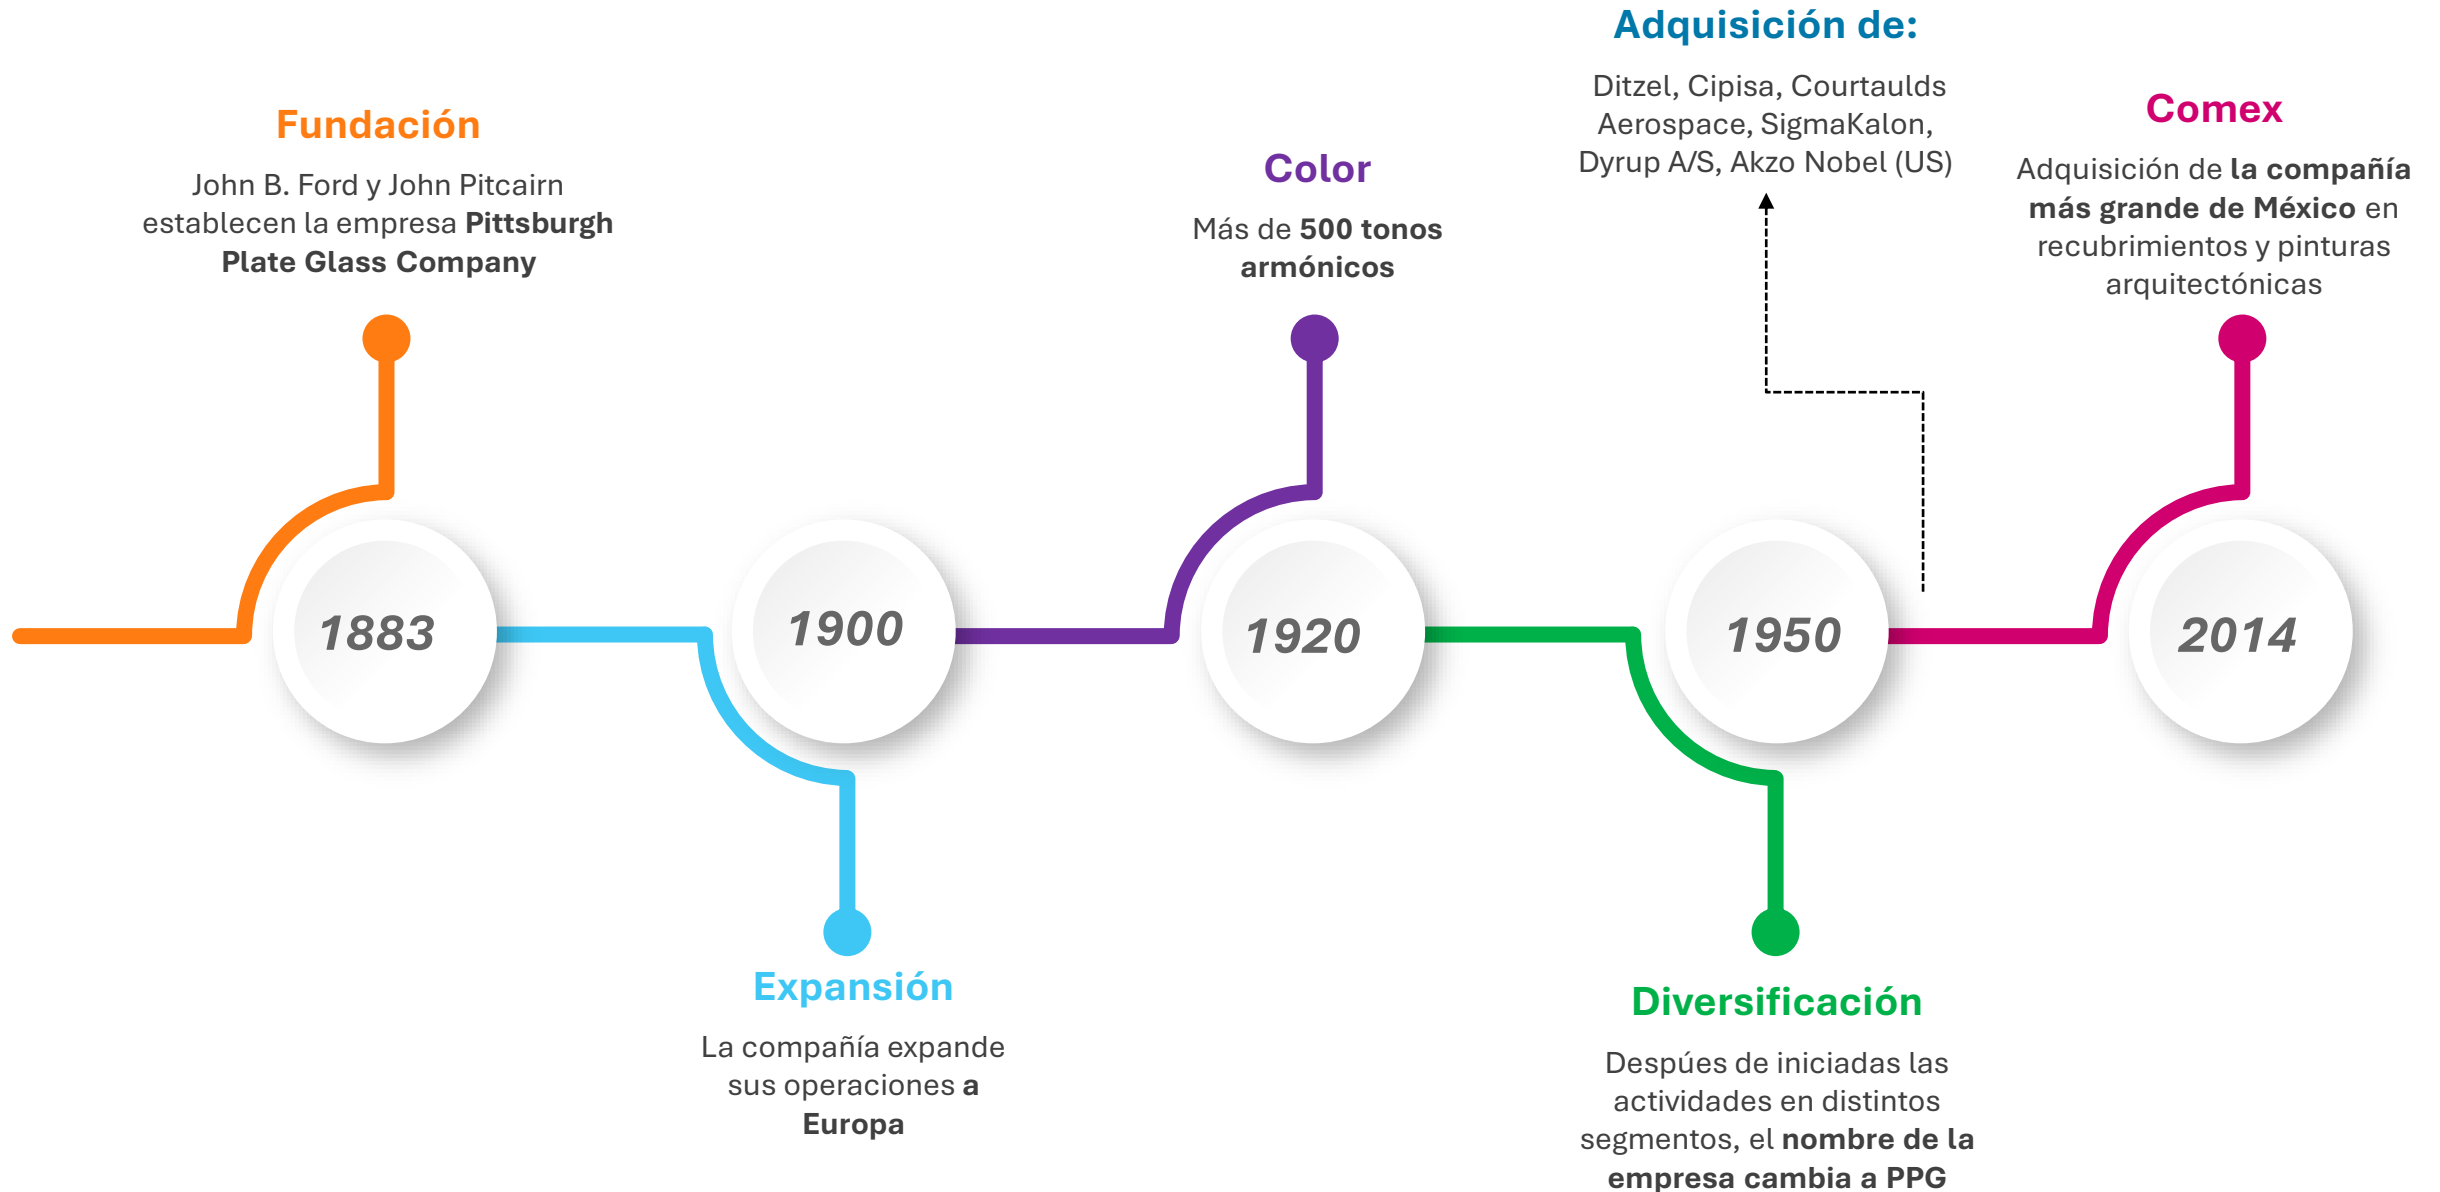 Fundación
John B. Ford y John Pitcairn
establecen la empresa Pittsburgh
Plate Glass Company
1883
1900
Expansión
La compañía expande
sus operaciones a
Europa
Color
Más de 500 tonos
armónicos
1920
Adquisición de:
Ditzel, Cipisa, Courtaulds
Aerospace, SigmaKalon,
Dyrup A/S, Akzo Nobel (US)
1950
Diversificación
Despúes de iniciadas las
actividades en distintos
segmentos, el nombre de la
empresa cambia a PPG
Comex
Adquisición de la compañía
más grande de México en
recubrimientos y pinturas
arquitectónicas
2014